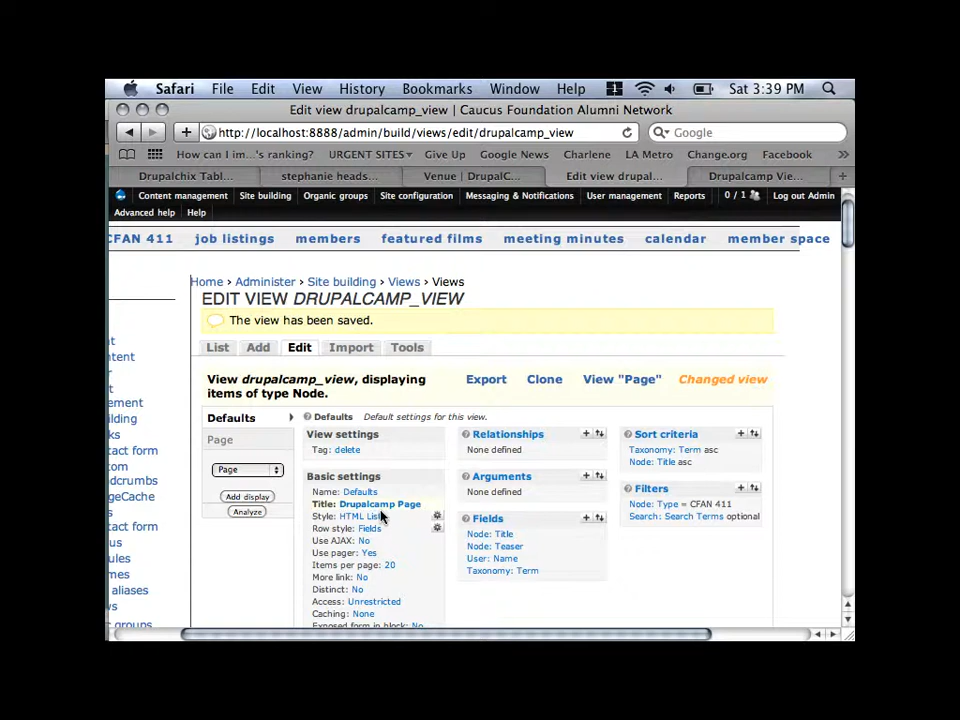 Safari File Edit View History Bookmarks Window Help 1 Sat 3:39 PM
Edit view drupalcamp_view | Caucus Foundation Alumni Network
http://localhost:8888/admin/build/views/edit/drupalcamp_view Google
How can I im...'s ranking? URGENT SITES Give Up Google News Charlene LA Metro Change.org Facebook
Drupalchix Tabl... stephanie heads... Venue | DrupalC... Edit view drupal... Drupalcamp Vie...
Content management Site building Organic groups Site configuration Messaging & Notifications User management Reports 0 / 1 Log out Admin
Advanced help Help
CFAN 411 job listings members featured films meeting minutes calendar member space
Home › Administer › Site building › Views › Views
EDIT VIEW DRUPALCAMP_VIEW
The view has been saved.
List Add Edit Import Tools
View drupalcamp_view, displaying
items of type Node.
Export Clone View "Page" Changed view
Defaults
Page
Page
Add display
Analyze
Defaults Default settings for this view.
View settings
Tag: delete
Basic settings
Name: Defaults
Title: Drupalcamp Page
Style: HTML List
Row style: Fields
Use AJAX: No
Use pager: Yes
Items per page: 20
More link: No
Distinct: No
Access: Unrestricted
Caching: None
Exposed form in block: No
Relationships
None defined
Arguments
None defined
Fields
Node: Title
Node: Teaser
User: Name
Taxonomy: Term
Sort criteria
Taxonomy: Term asc
Node: Title asc
Filters
Node: Type = CFAN 411
Search: Search Terms optional